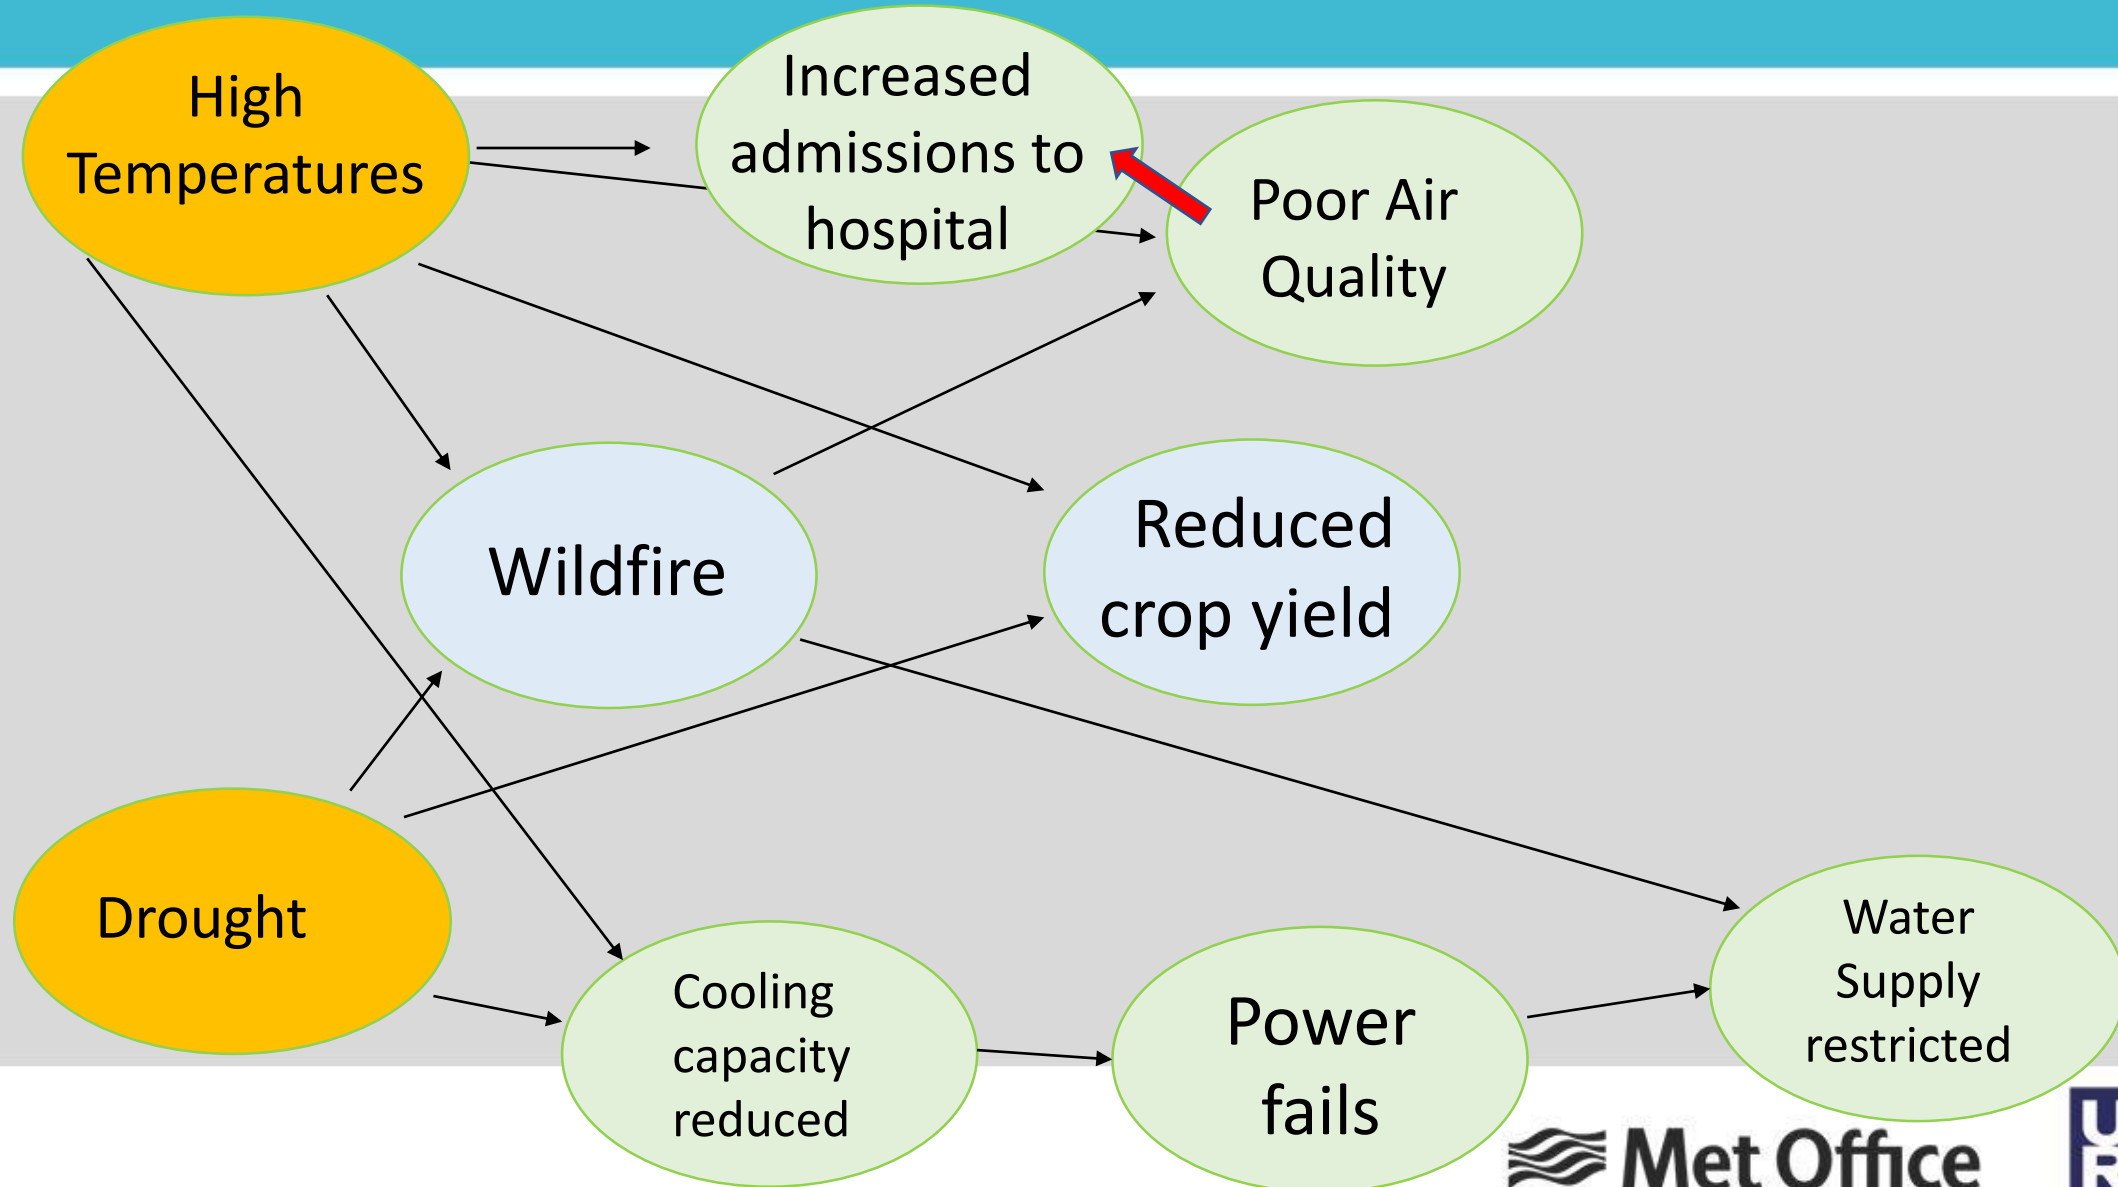 High
Temperatures
Increased
admissions to
hospital
Poor Air
Quality
Wildfire
Reduced
crop yield
Drought
Cooling
capacity
reduced
Power
fails
Water
Supply
restricted
Met Office